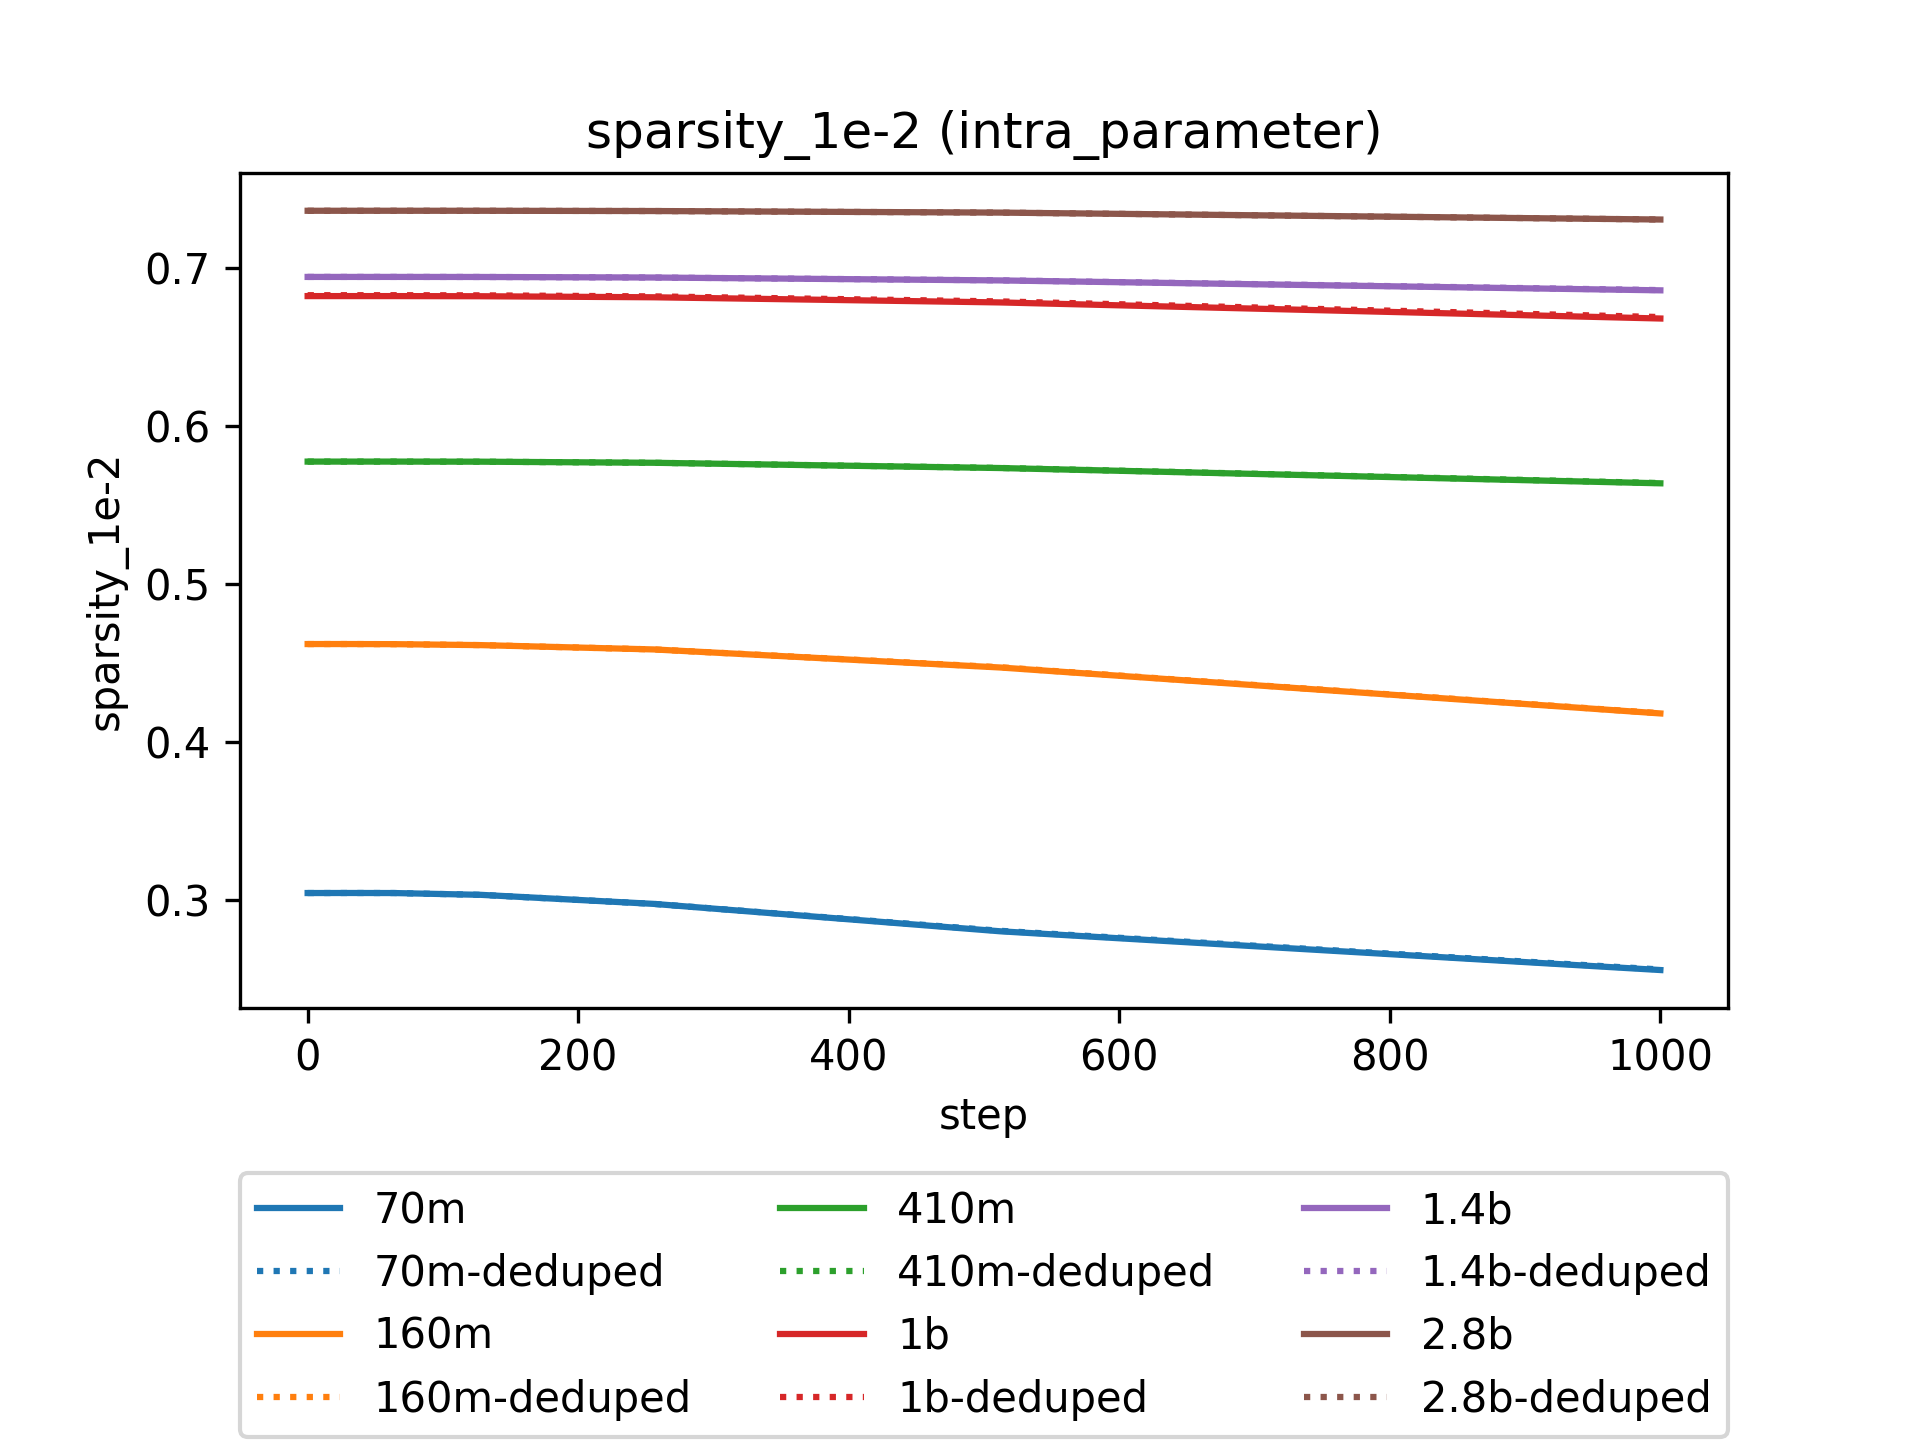 sparsity_1e-2 (intra_parameter)
sparsity_1e-2
0.7
0.6
0.5
0.4
0.3
0 200 400 600 800 1000
step
70m 410m 1.4b
70m-deduped 410m-deduped 1.4b-deduped
160m 1b 2.8b
160m-deduped 1b-deduped 2.8b-deduped